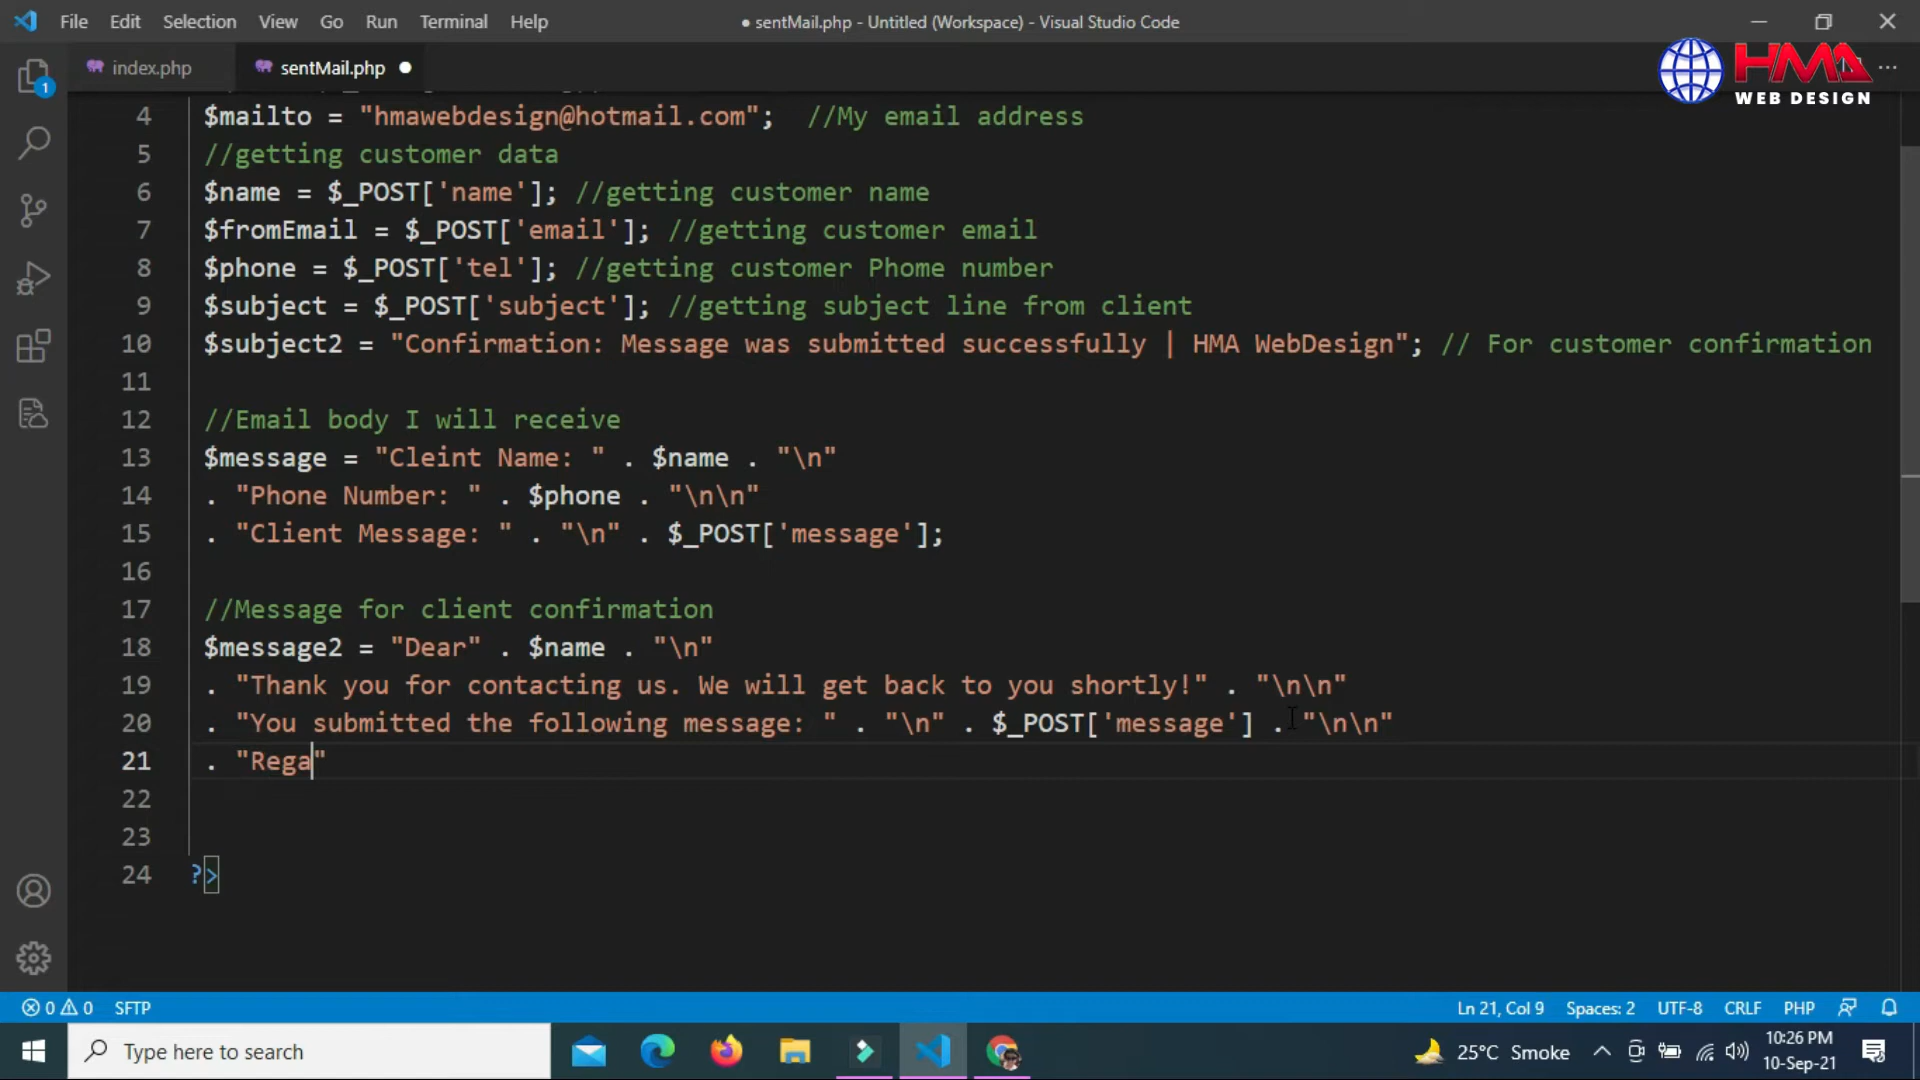 File Edit Selection View Go Run Terminal Help
● sentMail.php - Untitled (Workspace) - Visual Studio Code
index.php
sentMail.php ●
HMA
WEB DESIGN
1
4 $mailto = "hmawebdesign@hotmail.com"; //My email address
5 //getting customer data
6 $name = $_POST['name']; //getting customer name
7 $fromEmail = $_POST['email']; //getting customer email
8 $phone = $_POST['tel']; //getting customer Phome number
9 $subject = $_POST['subject']; //getting subject line from client
10 $subject2 = "Confirmation: Message was submitted successfully | HMA WebDesign"; // For customer confirmation
11
12 //Email body I will receive
13 $message = "Cleint Name: " . $name . "\n"
14 . "Phone Number: " . $phone . "\n\n"
15 . "Client Message: " . "\n" . $_POST['message'];
16
17 //Message for client confirmation
18 $message2 = "Dear" . $name . "\n"
19 . "Thank you for contacting us. We will get back to you shortly!" . "\n\n"
20 . "You submitted the following message: " . "\n" . $_POST['message'] . "\n\n"
21 . "Rega"
22
23
24 ?>
0 0 SFTP
Ln 21, Col 9 Spaces: 2 UTF-8 CRLF PHP
Type here to search
25°C Smoke
10:26 PM
10-Sep-21